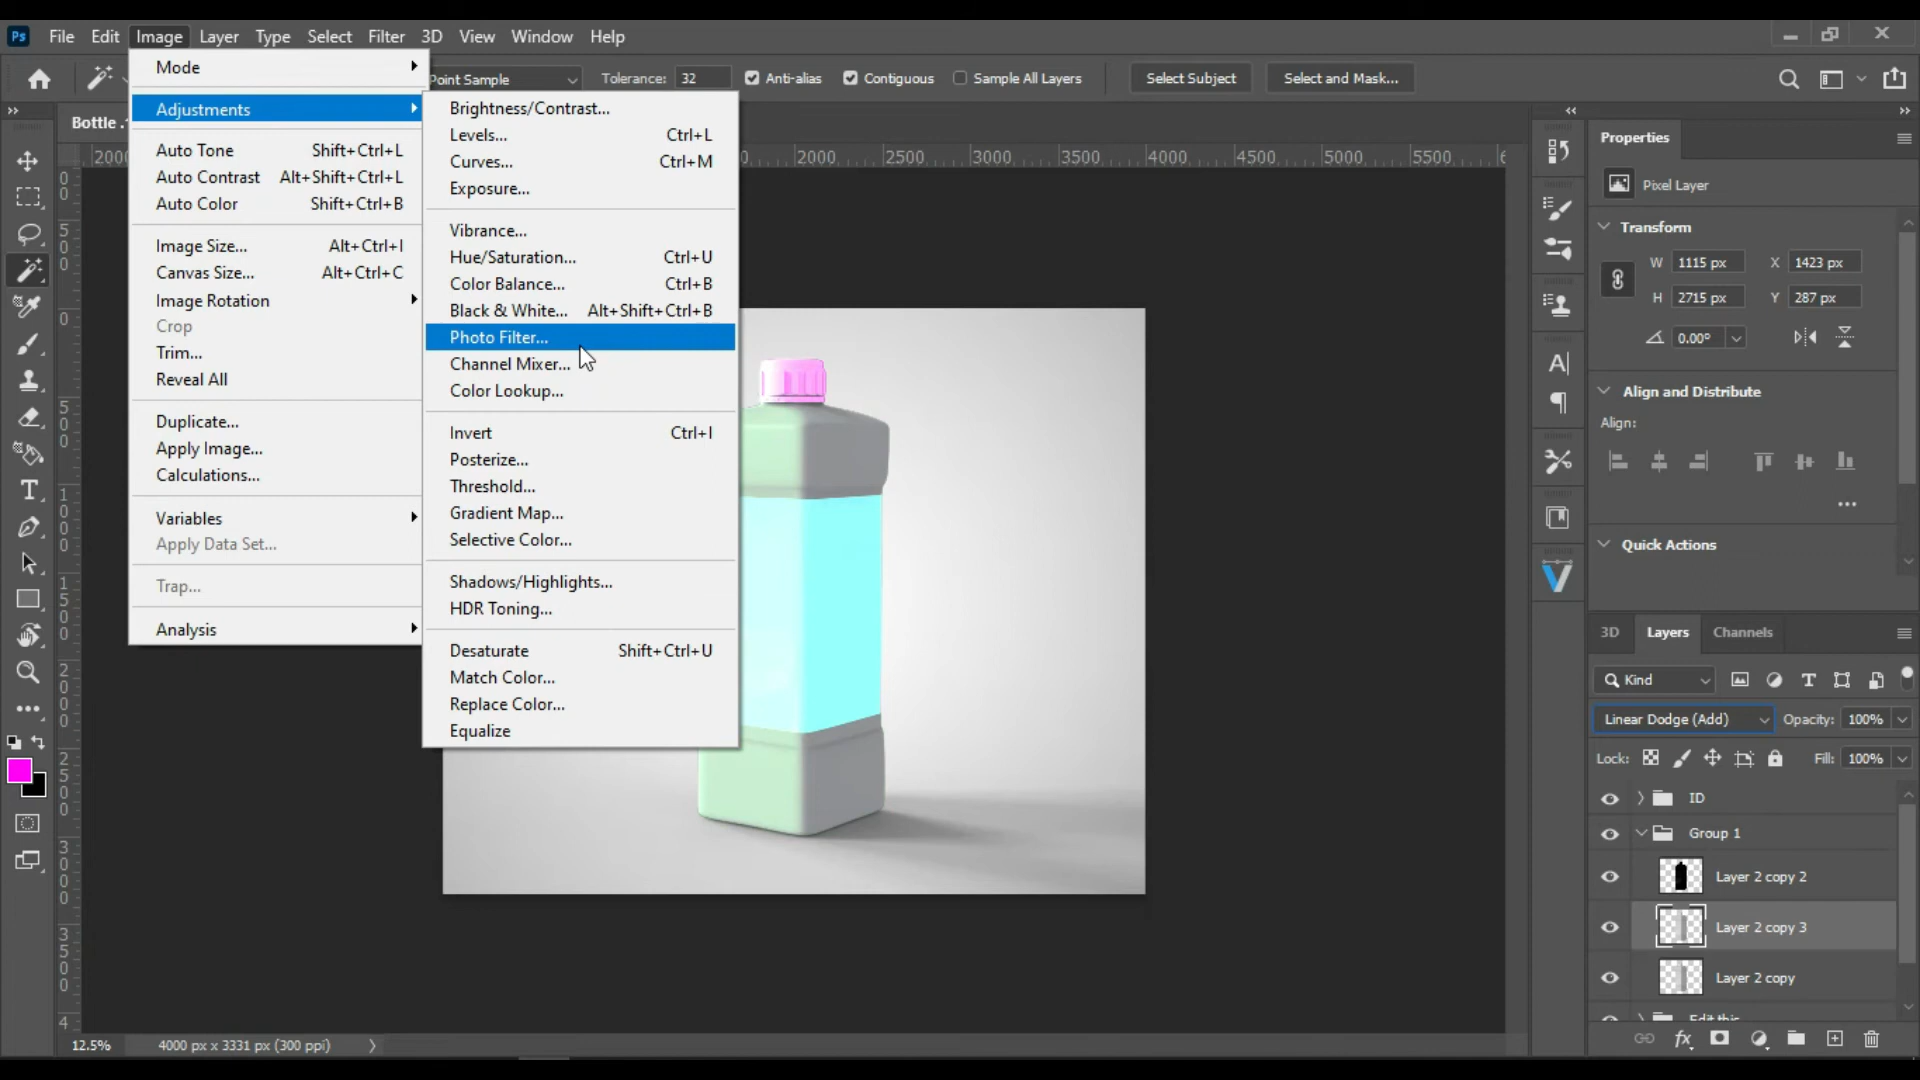 Ps File Edit Image Layer Type Select Filter 3D View Window Help
Point Sample Tolerance: 32 Anti-alias Contiguous Sample All Layers Select Subject Select and Mask...
Mode
Adjustments
Auto Tone Shift+Ctrl+L
Auto Contrast Alt+Shift+Ctrl+L
Auto Color Shift+Ctrl+B
Image Size... Alt+Ctrl+I
Canvas Size... Alt+Ctrl+C
Image Rotation
Crop
Trim...
Reveal All
Duplicate...
Apply Image...
Calculations...
Variables
Apply Data Set...
Trap...
Analysis
Brightness/Contrast...
Levels... Ctrl+L
Curves... Ctrl+M
Exposure...
Vibrance...
Hue/Saturation... Ctrl+U
Color Balance... Ctrl+B
Black & White... Alt+Shift+Ctrl+B
Photo Filter...
Channel Mixer...
Color Lookup...
Invert Ctrl+I
Posterize...
Threshold...
Gradient Map...
Selective Color...
Shadows/Highlights...
HDR Toning...
Desaturate Shift+Ctrl+U
Match Color...
Replace Color...
Equalize
Bottle
2000 2000 2500 3000 3500 4000 4500 5000 5500
Properties
Pixel Layer
Transform
W 1115 px X 1423 px
H 2715 px Y 287 px
0.00°
Align and Distribute
Align:
Quick Actions
3D Layers Channels
Kind
Linear Dodge (Add) Opacity: 100%
Lock: Fill: 100%
ID
Group 1
Layer 2 copy 2
Layer 2 copy 3
Layer 2 copy
Edit this
12.5% 4000 px x 3331 px (300 ppi)